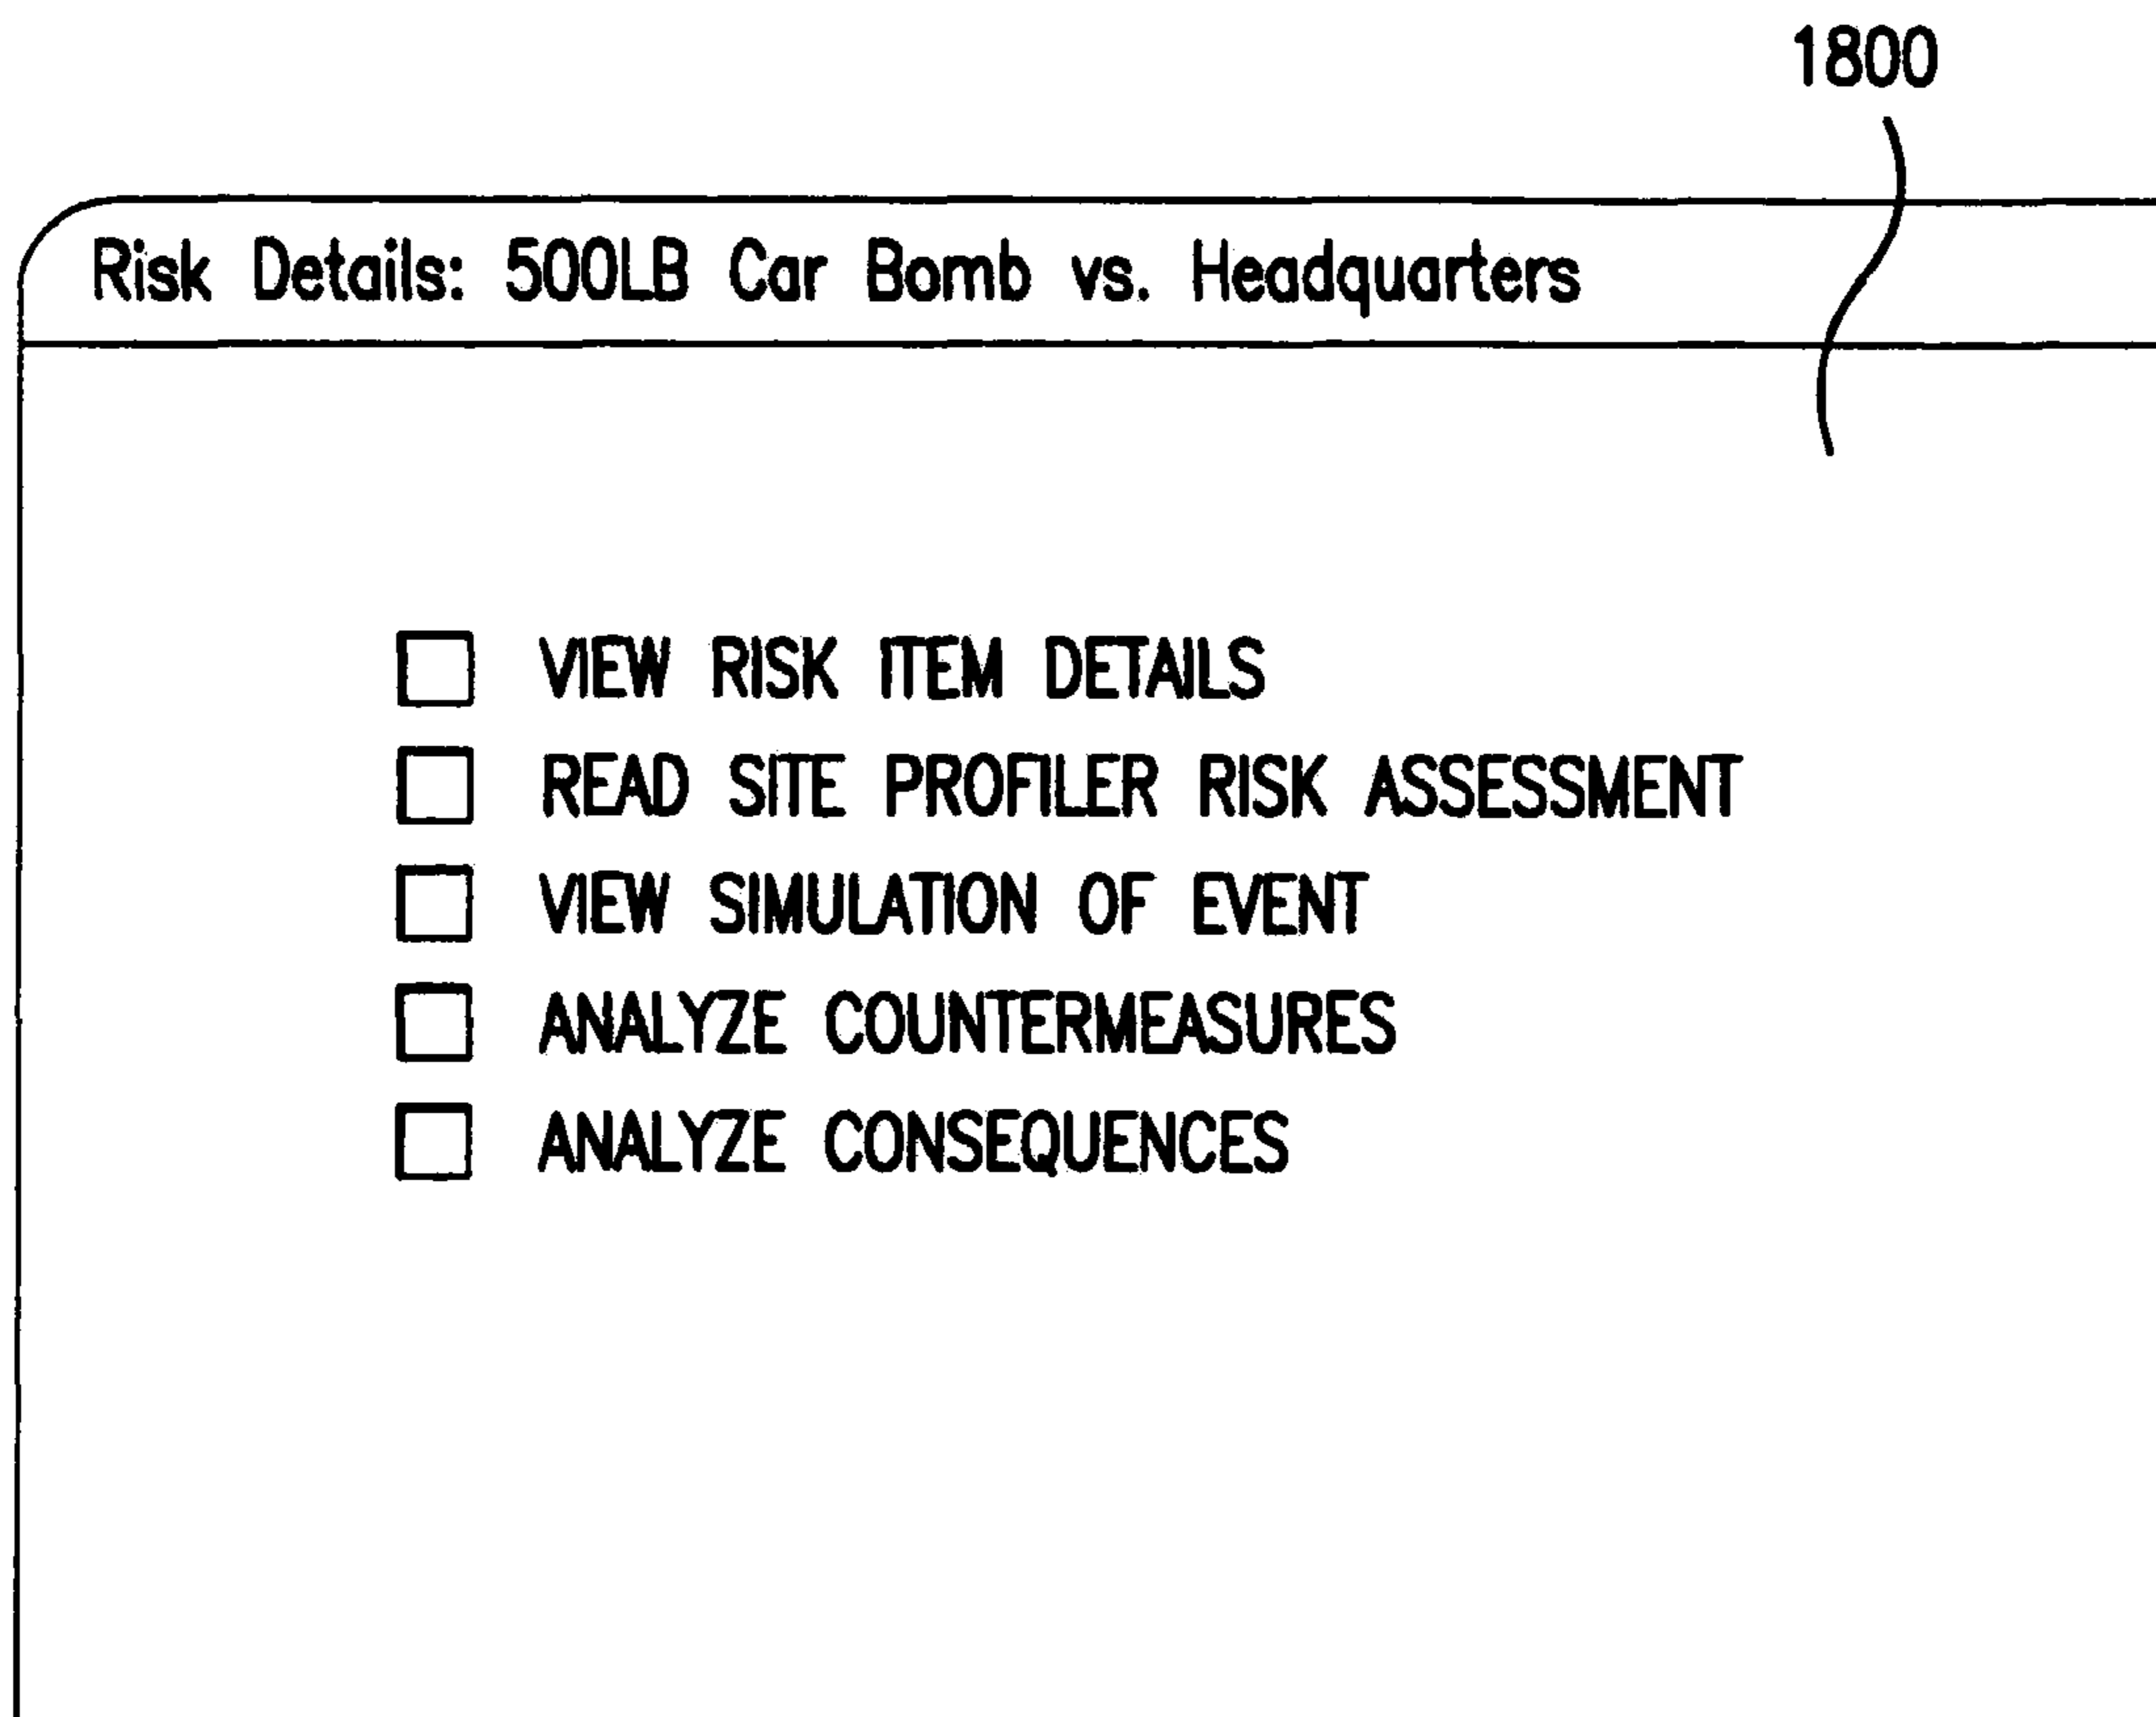 1800
Risk Details: 500LB Car Bomb vs. Headquarters
VIEW RISK ITEM DETAILS
READ SITE PROFILER RISK ASSESSMENT
VIEW SIMULATION OF EVENT
ANALYZE COUNTERMEASURES
ANALYZE CONSEQUENCES